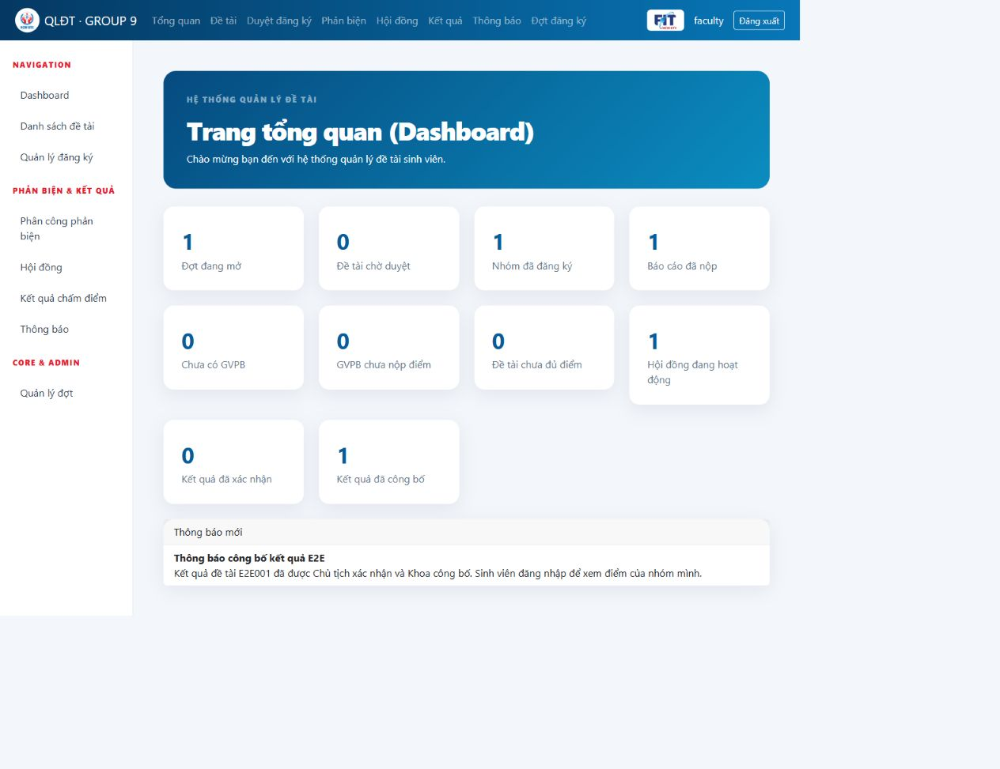 QLĐT · GROUP 9
Tổng quan Đề tài Duyệt đăng ký Phản biện Hội đồng Kết quả Thông báo Đợt đăng ký
FIT
HCM-UTE
faculty
Đăng xuất
NAVIGATION
Dashboard
Danh sách đề tài
Quản lý đăng ký
PHẢN BIỆN & KẾT QUẢ
Phân công phản
biện
Hội đồng
Kết quả chấm điểm
Thông báo
CORE & ADMIN
Quản lý đợt
HỆ THỐNG QUẢN LÝ ĐỀ TÀI
Trang tổng quan (Dashboard)
Chào mừng bạn đến với hệ thống quản lý đề tài sinh viên.
1
Đợt đang mở
0
Đề tài chờ duyệt
1
Nhóm đã đăng ký
1
Báo cáo đã nộp
0
Chưa có GVPB
0
GVPB chưa nộp điểm
0
Đề tài chưa đủ điểm
1
Hội đồng đang hoạt
động
0
Kết quả đã xác nhận
1
Kết quả đã công bố
Thông báo mới
Thông báo công bố kết quả E2E
Kết quả đề tài E2E001 đã được Chủ tịch xác nhận và Khoa công bố. Sinh viên đăng nhập để xem điểm của nhóm mình.